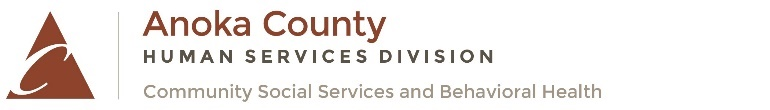 Anoka County
HUMAN SERVICES DIVISION
Community Social Services and Behavioral Health